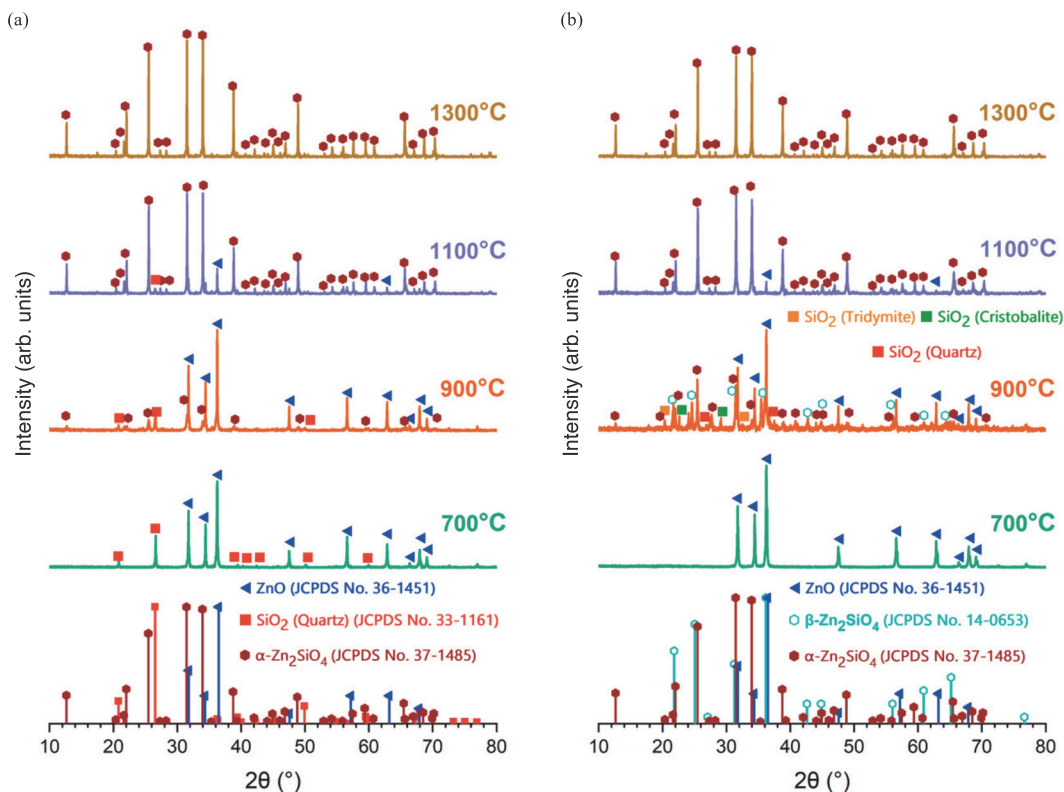 (a)
1300°C
1100°C
900°C
700°C
ZnO (JCPDS No. 36-1451)
SiO₂ (Quartz) (JCPDS No. 33-1161)
α-Zn₂SiO₄ (JCPDS No. 37-1485)
Intensity (arb. units)
10 20 30 40 50 60 70 80
2θ (°)
(b)
1300°C
1100°C
SiO₂ (Tridymite) SiO₂ (Cristobalite)
SiO₂ (Quartz)
900°C
700°C
ZnO (JCPDS No. 36-1451)
β-Zn₂SiO₄ (JCPDS No. 14-0653)
α-Zn₂SiO₄ (JCPDS No. 37-1485)
Intensity (arb. units)
10 20 30 40 50 60 70 80
2θ (°)